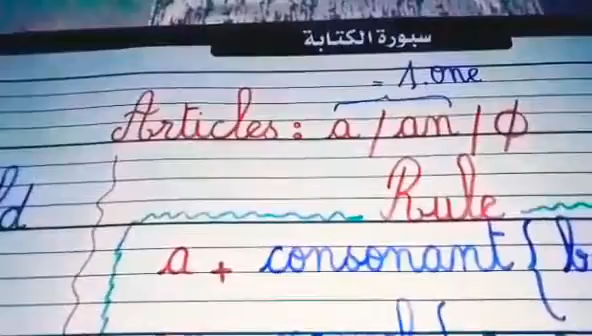 سبورة الكتابة
= 1. one
Articles: a / an / ϕ
Rule
a + consonant {